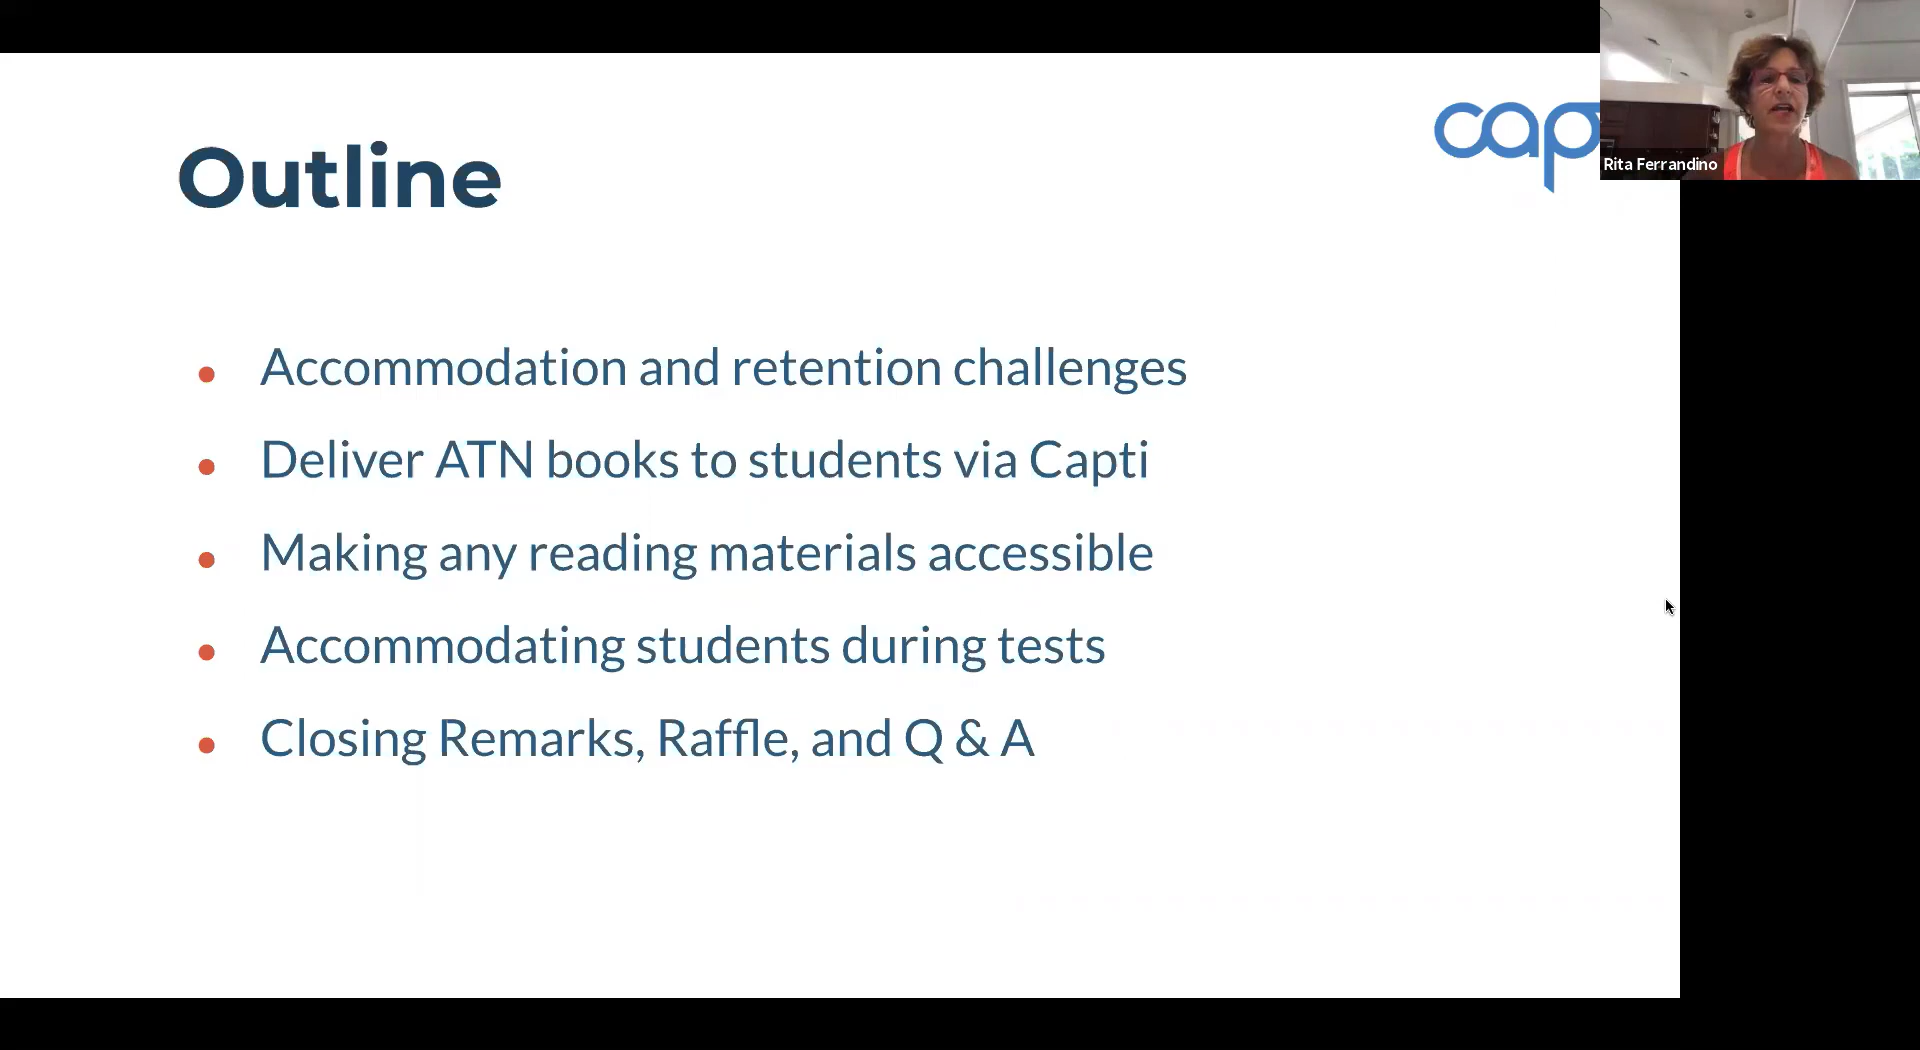 Outline
cap
Rita Ferrandino
Accommodation and retention challenges
Deliver ATN books to students via Capti
Making any reading materials accessible
Accommodating students during tests
Closing Remarks, Raffle, and Q & A